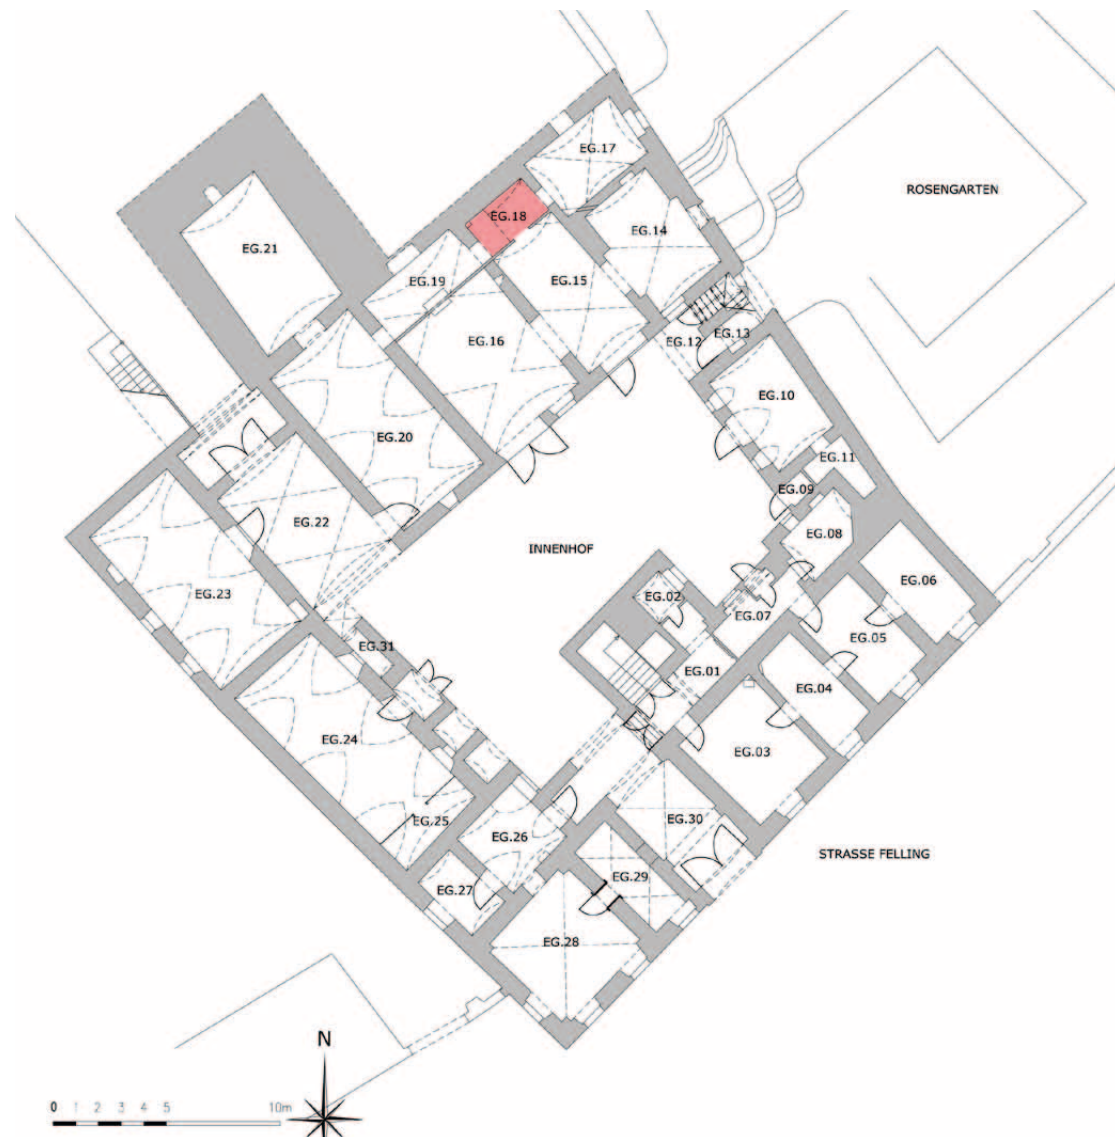 EG.17
ROSENGARTEN
EG.18
EG.14
EG.21
EG.19
EG.15
EG.16
EG.12
EG.13
EG.10
EG.20
EG.11
EG.09
EG.22
EG.08
INNENHOF
EG.06
EG.23
EG.02
EG.07
EG.05
EG.31
EG.01
EG.04
EG.24
EG.03
EG.25
EG.30
EG.26
STRASSE FELLING
EG.29
EG.27
EG.28
N
0 1 2 3 4 5 10m